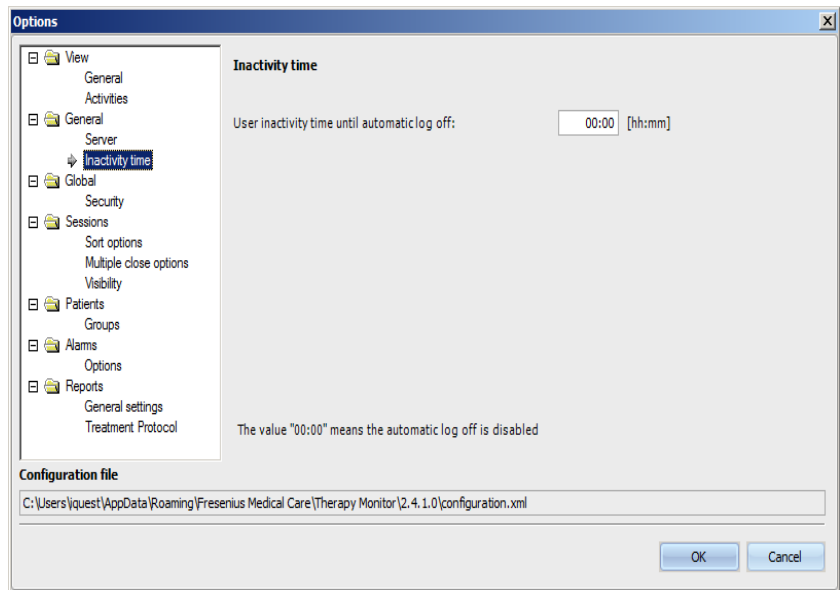 Options
View
General
Activities
General
Server
Inactivity time
Global
Security
Sessions
Sort options
Multiple close options
Visibility
Patients
Groups
Alarms
Options
Reports
General settings
Treatment Protocol
Inactivity time
User inactivity time until automatic log off: 00:00 [hh:mm]
The value "00:00" means the automatic log off is disabled
Configuration file
C:\Users\jquest\AppData\Roaming\Fresenius Medical Care\Therapy Monitor\2.4.1.0\configuration.xml
OK Cancel